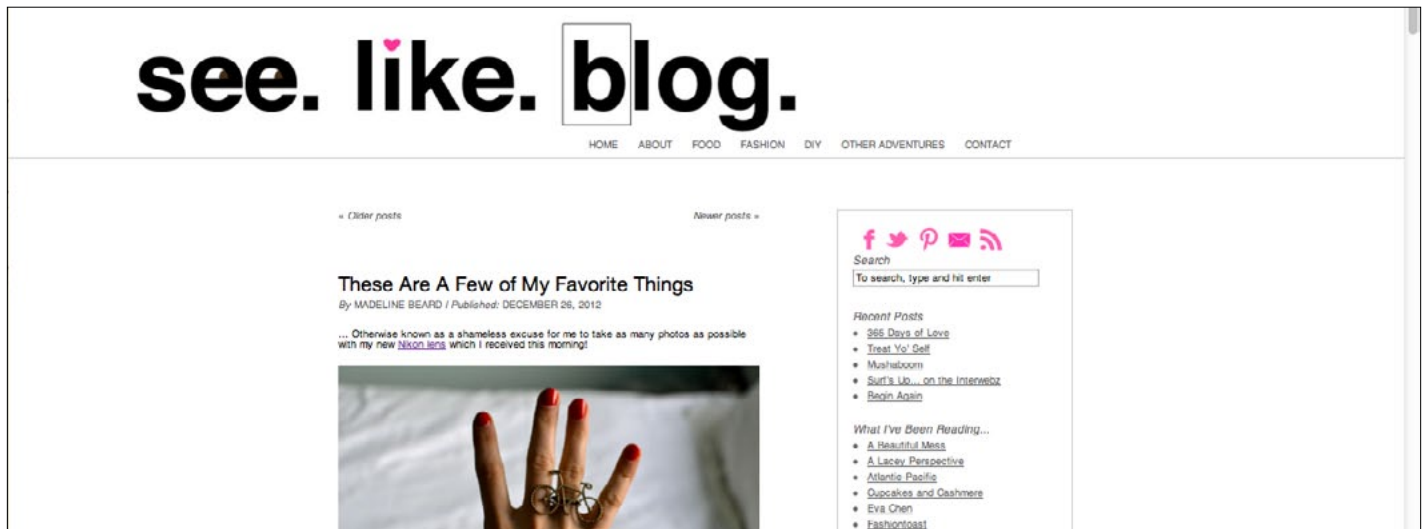 see. like. blog.
HOME ABOUT FOOD FASHION DIY OTHER ADVENTURES CONTACT
« Older posts Newer posts »
These Are A Few of My Favorite Things
By MADELINE BEARD / Published: DECEMBER 26, 2012
... Otherwise known as a shameless excuse for me to take as many photos as possible
with my new Nikon lens which I received this morning!
Search
To search, type and hit enter
Recent Posts
365 Days of Love
Treat Yo' Self
Mushaboom
Surf's Up... on the Interwebz
Begin Again
What I've Been Reading...
A Beautiful Mess
A Lacey Perspective
Atlantic Pacific
Cupcakes and Cashmere
Eva Chen
Fashiontoast